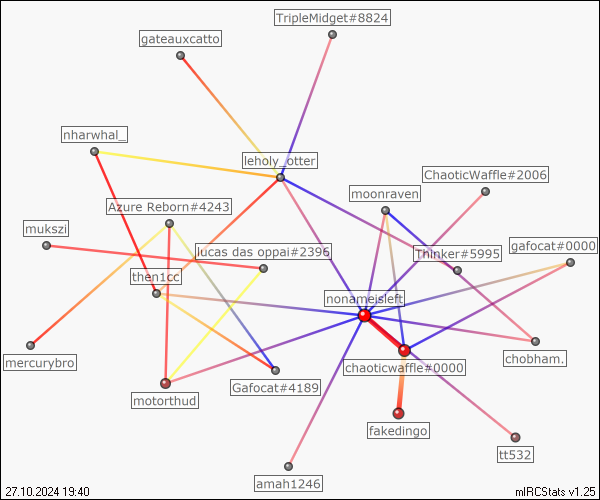 TripleMidget#8824
gateauxcatto
nharwhal_
leholy_otter
ChaoticWaffle#2006
moonraven
Azure Reborn#4243
mukszi
lucas das oppai#2396
Thinker#5995
gafocat#0000
then1cc
nonameisleft
mercurybro
chaoticwaffle#0000
chobham.
Gafocat#4189
motorthud
fakedingo
tt532
amah1246
27.10.2024 19:40
mIRCStats v1.25